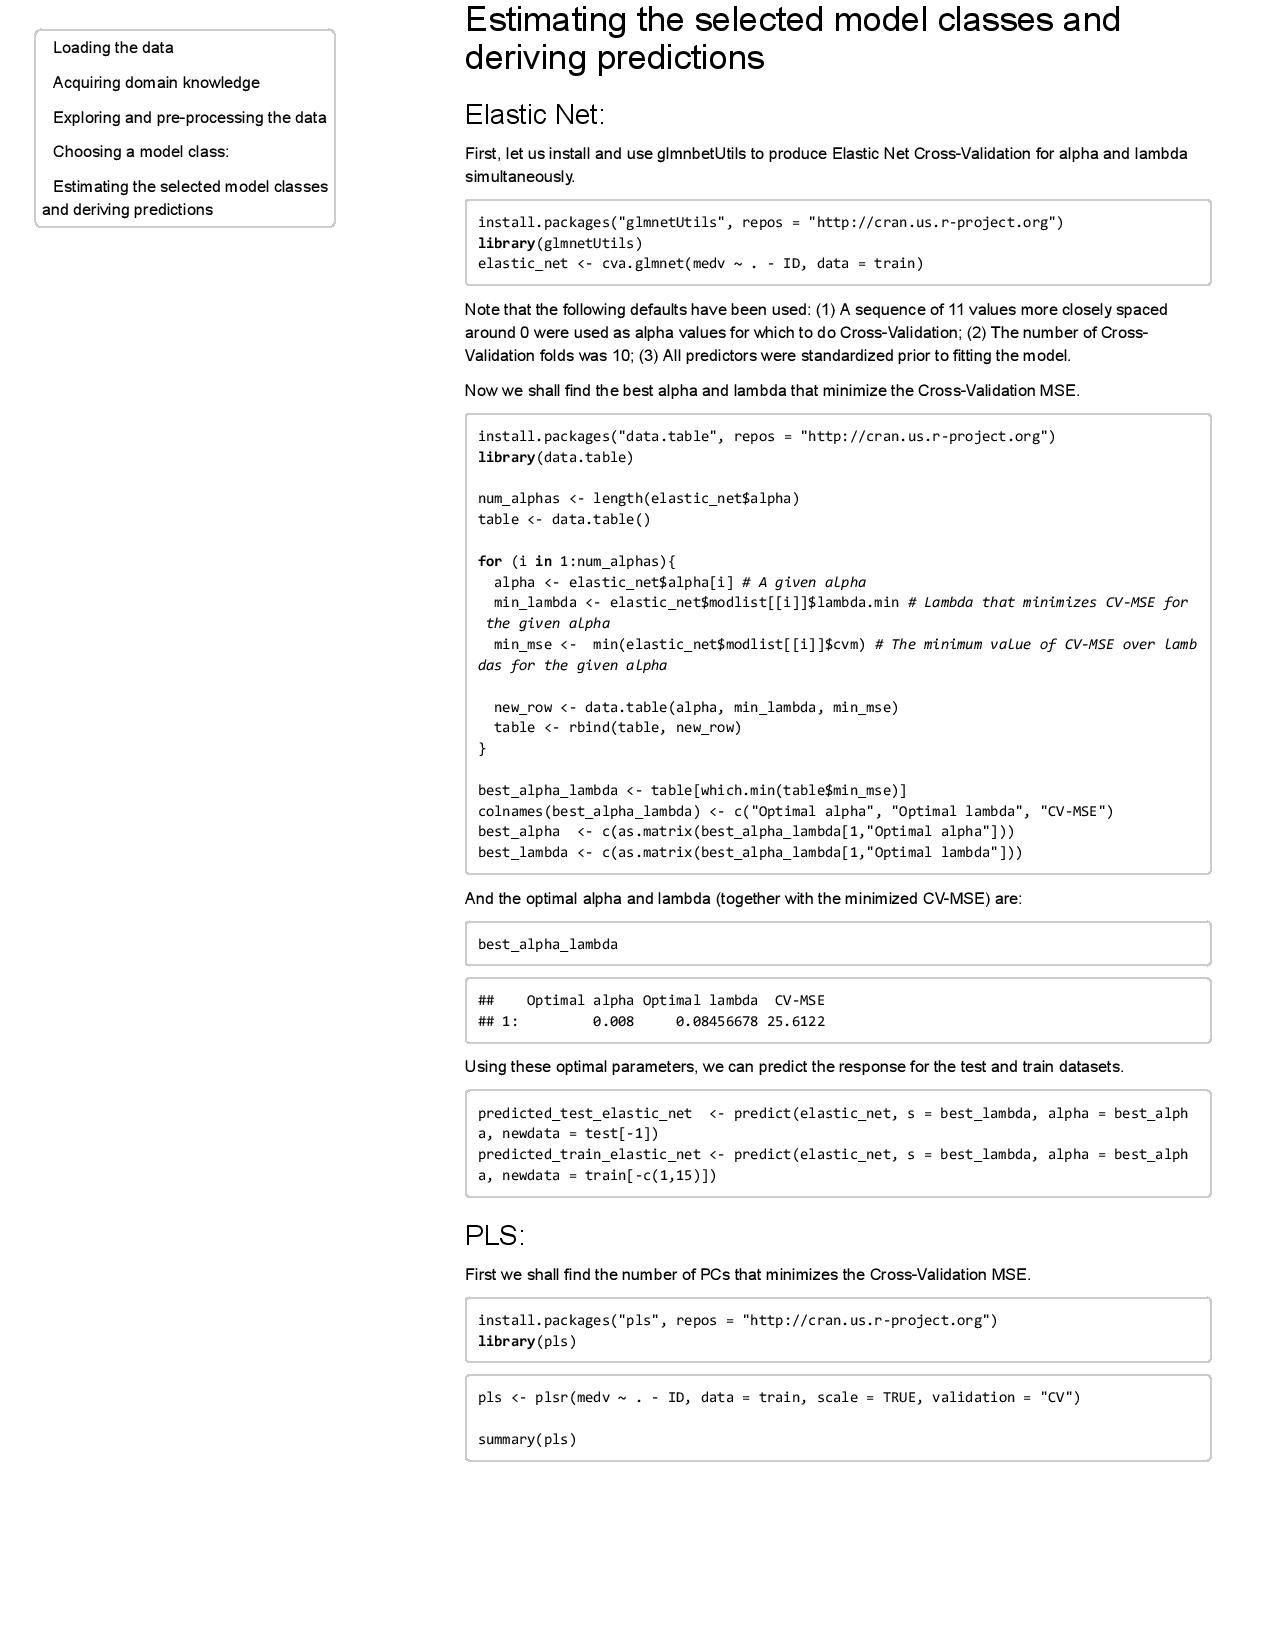 Loading the data
Acquiring domain knowledge
Exploring and pre-processing the data
Choosing a model class:
Estimating the selected model classes
and deriving predictions
Estimating the selected model classes and
deriving predictions
Elastic Net:
First, let us install and use glmnbetUtils to produce Elastic Net Cross-Validation for alpha and lambda
simultaneously.
install.packages("glmnetUtils", repos = "http://cran.us.r-project.org")
library(glmnetUtils)
elastic_net <- cva.glmnet(medv ~ . - ID, data = train)
Note that the following defaults have been used: (1) A sequence of 11 values more closely spaced
around 0 were used as alpha values for which to do Cross-Validation; (2) The number of Cross-
Validation folds was 10; (3) All predictors were standardized prior to fitting the model.
Now we shall find the best alpha and lambda that minimize the Cross-Validation MSE.
install.packages("data.table", repos = "http://cran.us.r-project.org")
library(data.table)
num_alphas <- length(elastic_net$alpha)
table <- data.table()
for (i in 1:num_alphas){
  alpha <- elastic_net$alpha[i] # A given alpha
  min_lambda <- elastic_net$modlist[[i]]$lambda.min # Lambda that minimizes CV-MSE for
 the given alpha
  min_mse <-  min(elastic_net$modlist[[i]]$cvm) # The minimum value of CV-MSE over lamb
das for the given alpha
  new_row <- data.table(alpha, min_lambda, min_mse)
  table <- rbind(table, new_row)
}
best_alpha_lambda <- table[which.min(table$min_mse)]
colnames(best_alpha_lambda) <- c("Optimal alpha", "Optimal lambda", "CV-MSE")
best_alpha  <- c(as.matrix(best_alpha_lambda[1,"Optimal alpha"]))
best_lambda <- c(as.matrix(best_alpha_lambda[1,"Optimal lambda"]))
And the optimal alpha and lambda (together with the minimized CV-MSE) are:
best_alpha_lambda
##    Optimal alpha Optimal lambda  CV-MSE
## 1:         0.008     0.08456678 25.6122
Using these optimal parameters, we can predict the response for the test and train datasets.
predicted_test_elastic_net  <- predict(elastic_net, s = best_lambda, alpha = best_alph
a, newdata = test[-1])
predicted_train_elastic_net <- predict(elastic_net, s = best_lambda, alpha = best_alph
a, newdata = train[-c(1,15)])
PLS:
First we shall find the number of PCs that minimizes the Cross-Validation MSE.
install.packages("pls", repos = "http://cran.us.r-project.org")
library(pls)
pls <- plsr(medv ~ . - ID, data = train, scale = TRUE, validation = "CV")
summary(pls)